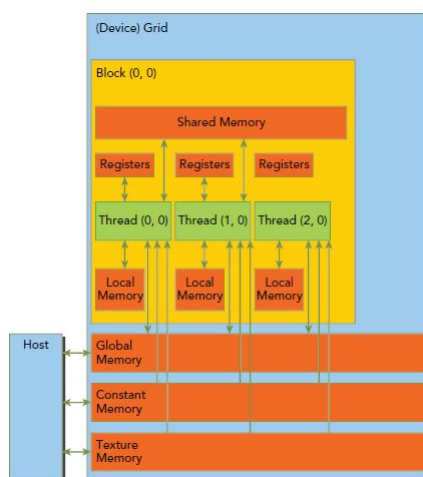 (Device) Grid
Block (0, 0)
Shared Memory
Registers
Registers
Registers
Thread (0, 0)
Thread (1, 0)
Thread (2, 0)
Local
Memory
Local
Memory
Local
Memory
Host
Global
Memory
Constant
Memory
Texture
Memory